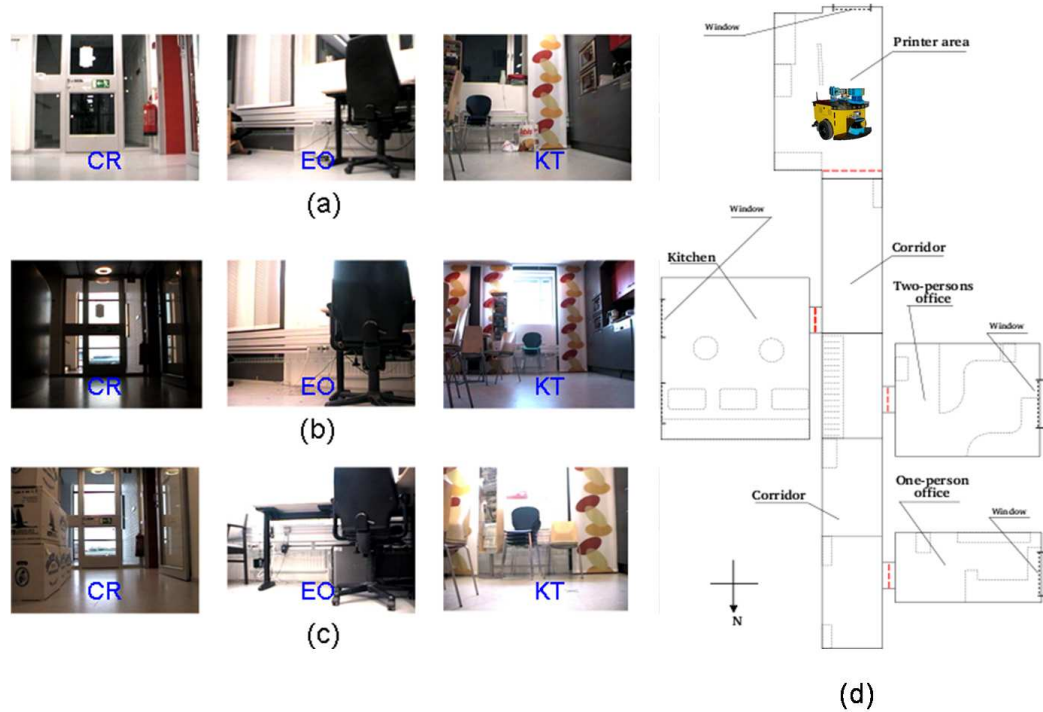 CR
EO
KT
(a)
CR
EO
KT
(b)
CR
EO
KT
(c)
Window
Printer area
Window
Kitchen
Corridor
Two-persons
office
Window
Corridor
One-person
office
Window
N
(d)